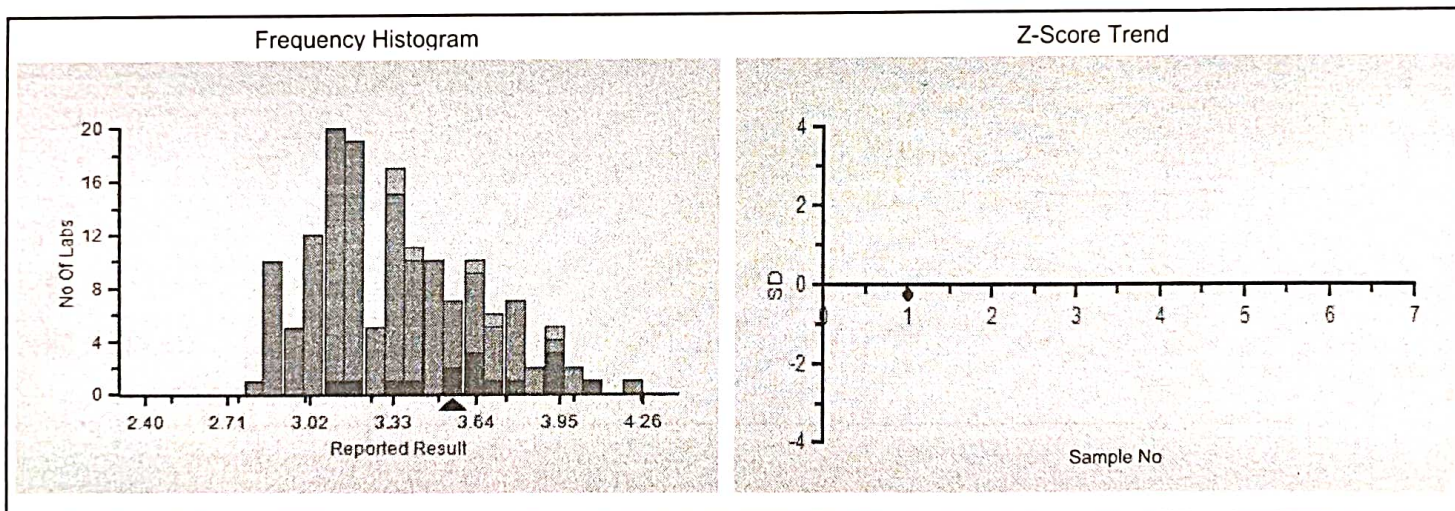 Frequency Histogram
20
16
12
8
4
0
No Of Labs
2.40 2.71 3.02 3.33 3.64 3.95 4.26
Reported Result
Z-Score Trend
4
2
0
-2
-4
SD
0 1 2 3 4 5 6 7
Sample No